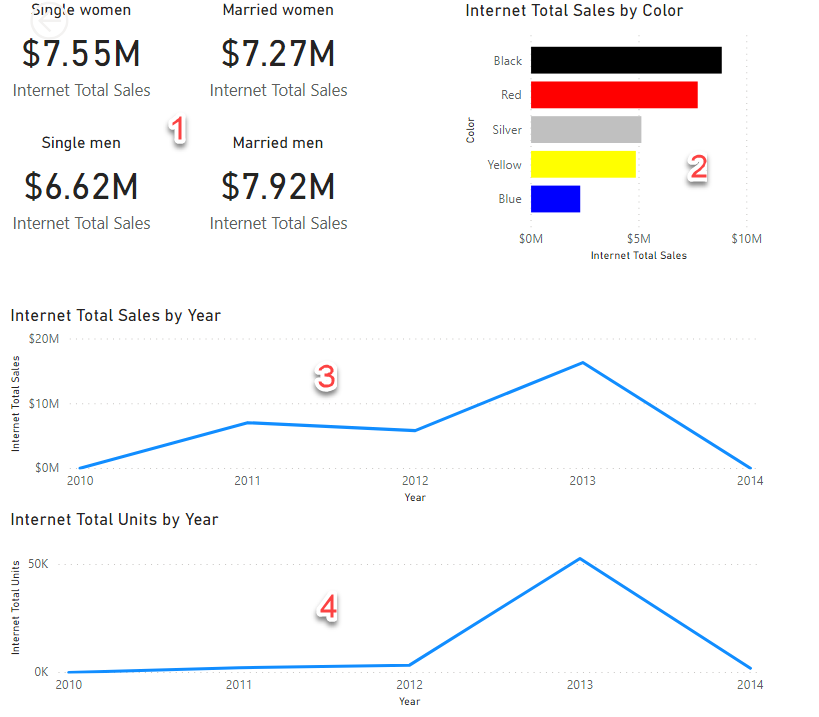 Single women
Married women
$7.55M
$7.27M
Internet Total Sales
Internet Total Sales
1
Single men
Married men
$6.62M
$7.92M
Internet Total Sales
Internet Total Sales
Internet Total Sales by Color
Color
Black
Red
Silver
Yellow
Blue
2
$0M
$5M
$10M
Internet Total Sales
Internet Total Sales by Year
Internet Total Sales
$20M
$10M
$0M
3
2010
2011
2012
2013
2014
Year
Internet Total Units by Year
Internet Total Units
50K
0K
4
2010
2011
2012
2013
2014
Year